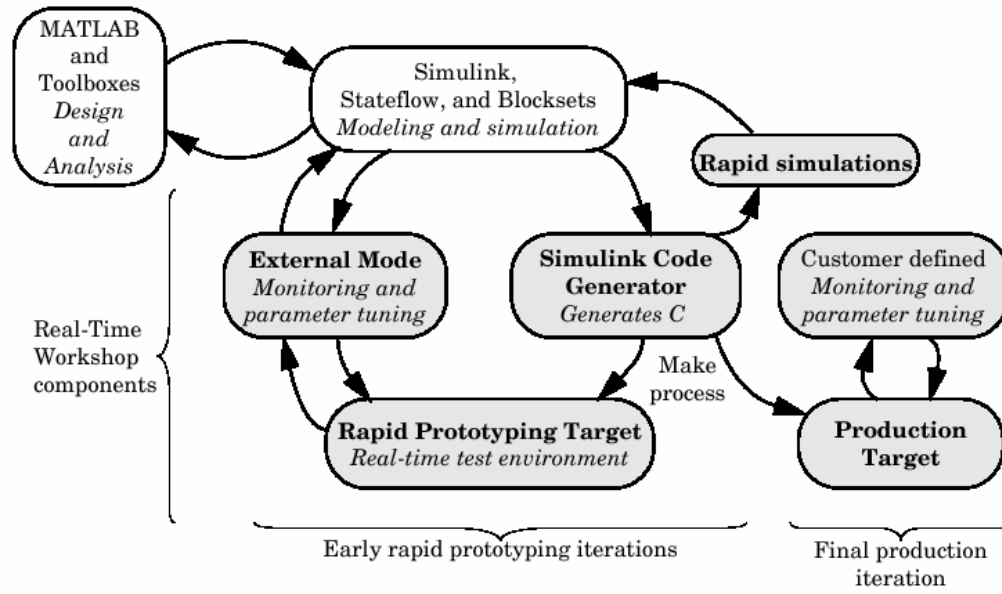 MATLAB
and
Toolboxes
Design
and
Analysis
Simulink,
Stateflow, and Blocksets
Modeling and simulation
Rapid simulations
External Mode
Monitoring and
parameter tuning
Simulink Code
Generator
Generates C
Customer defined
Monitoring and
parameter tuning
Real-Time
Workshop
components
Make
process
Rapid Prototyping Target
Real-time test environment
Production
Target
Early rapid prototyping iterations
Final production
iteration